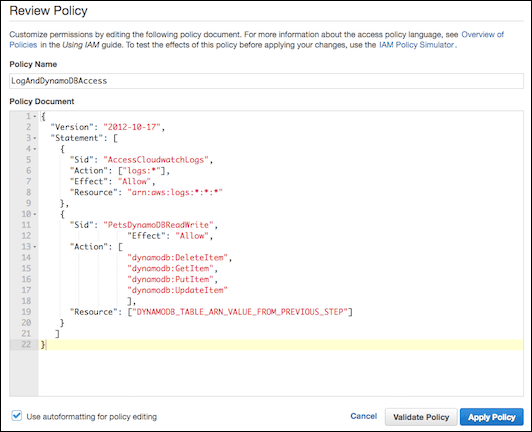 Review Policy
Customize permissions by editing the following policy document. For more information about the access policy language, see Overview of
Policies in the Using IAM guide. To test the effects of this policy before applying your changes, use the IAM Policy Simulator.
Policy Name
LogAndDynamoDBAccess
Policy Document
1 {
2 "Version": "2012-10-17",
3 "Statement": [
4 {
5 "Sid": "AccessCloudwatchLogs",
6 "Action": ["logs:*"],
7 "Effect": "Allow",
8 "Resource": "arn:aws:logs:*:*:*"
9 },
10 {
11 "Sid": "PetsDynamoDBReadWrite",
12 "Effect": "Allow",
13 "Action": [
14 "dynamodb:DeleteItem",
15 "dynamodb:GetItem",
16 "dynamodb:PutItem",
17 "dynamodb:UpdateItem"
18 ],
19 "Resource": ["DYNAMODB_TABLE_ARN_VALUE_FROM_PREVIOUS_STEP"]
20 }
21 ]
22 }
Use autoformatting for policy editing
Cancel
Validate Policy
Apply Policy